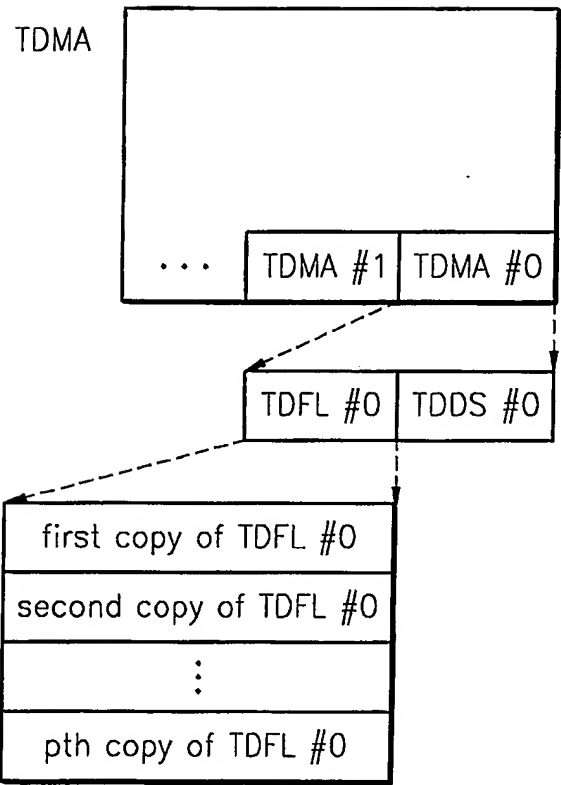 TDMA
... TDMA #1 TDMA #0
TDFL #0 TDDS #0
first copy of TDFL #0
second copy of TDFL #0
⋮
pth copy of TDFL #0